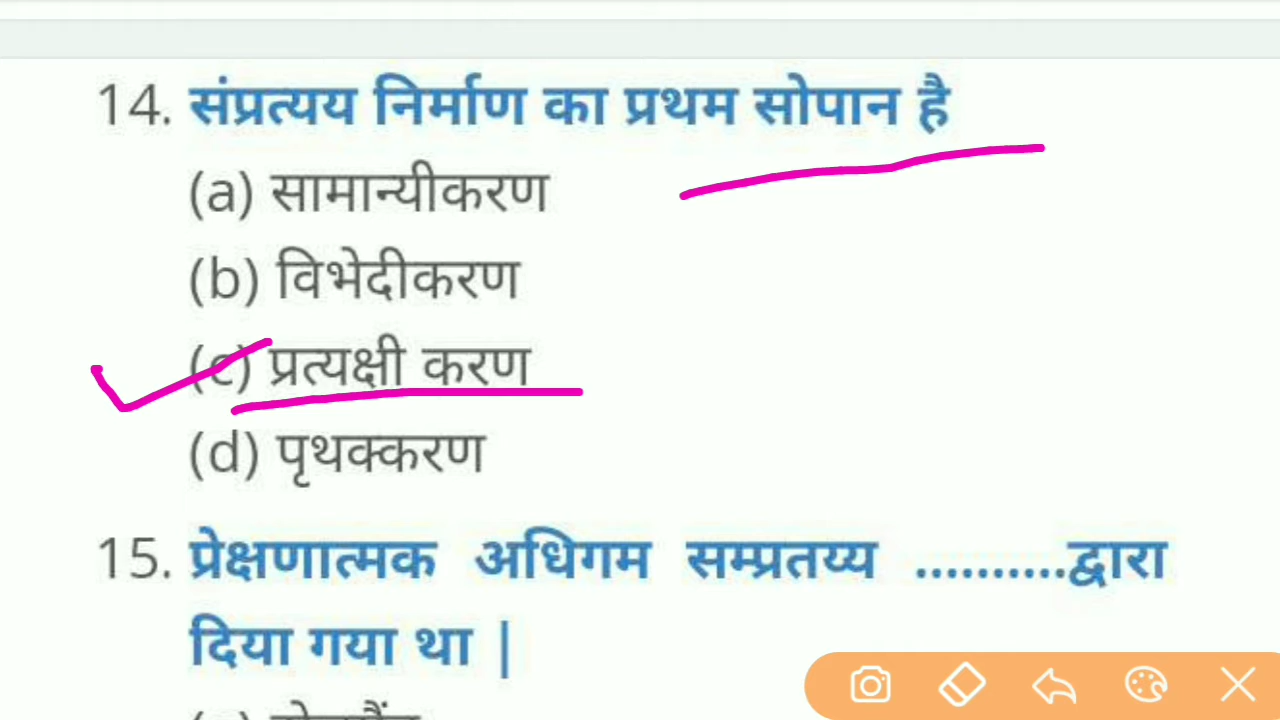 14. संप्रत्यय निर्माण का प्रथम सोपान है
(a) सामान्यीकरण
(b) विभेदीकरण
(c) प्रत्यक्षी करण
(d) पृथक्करण
15. प्रेक्षणात्मक अधिगम सम्प्रतय्य ..........द्वारा
दिया गया था |